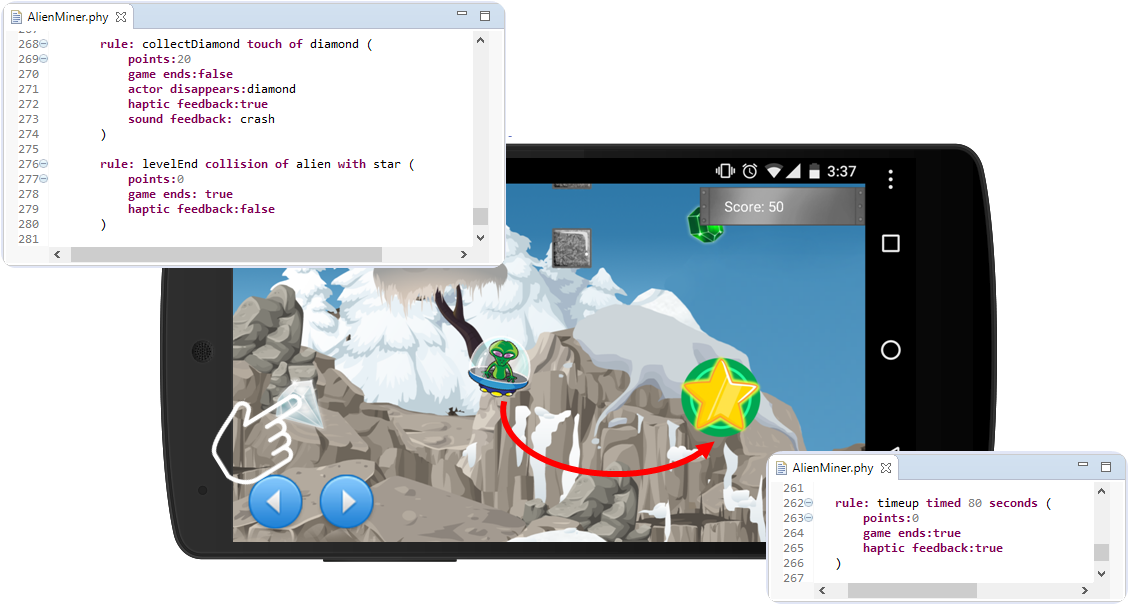 AlienMiner.phy
268 rule: collectDiamond touch of diamond (
269 points:20
270 game ends:false
271 actor disappears:diamond
272 haptic feedback:true
273 sound feedback: crash
274 )
275
276 rule: levelEnd collision of alien with star (
277 points:0
278 game ends: true
279 haptic feedback:false
280 )
281
3:37
Score: 50
AlienMiner.phy
261
262 rule: timeup timed 80 seconds (
263 points:0
264 game ends:true
265 haptic feedback:true
266 )
267